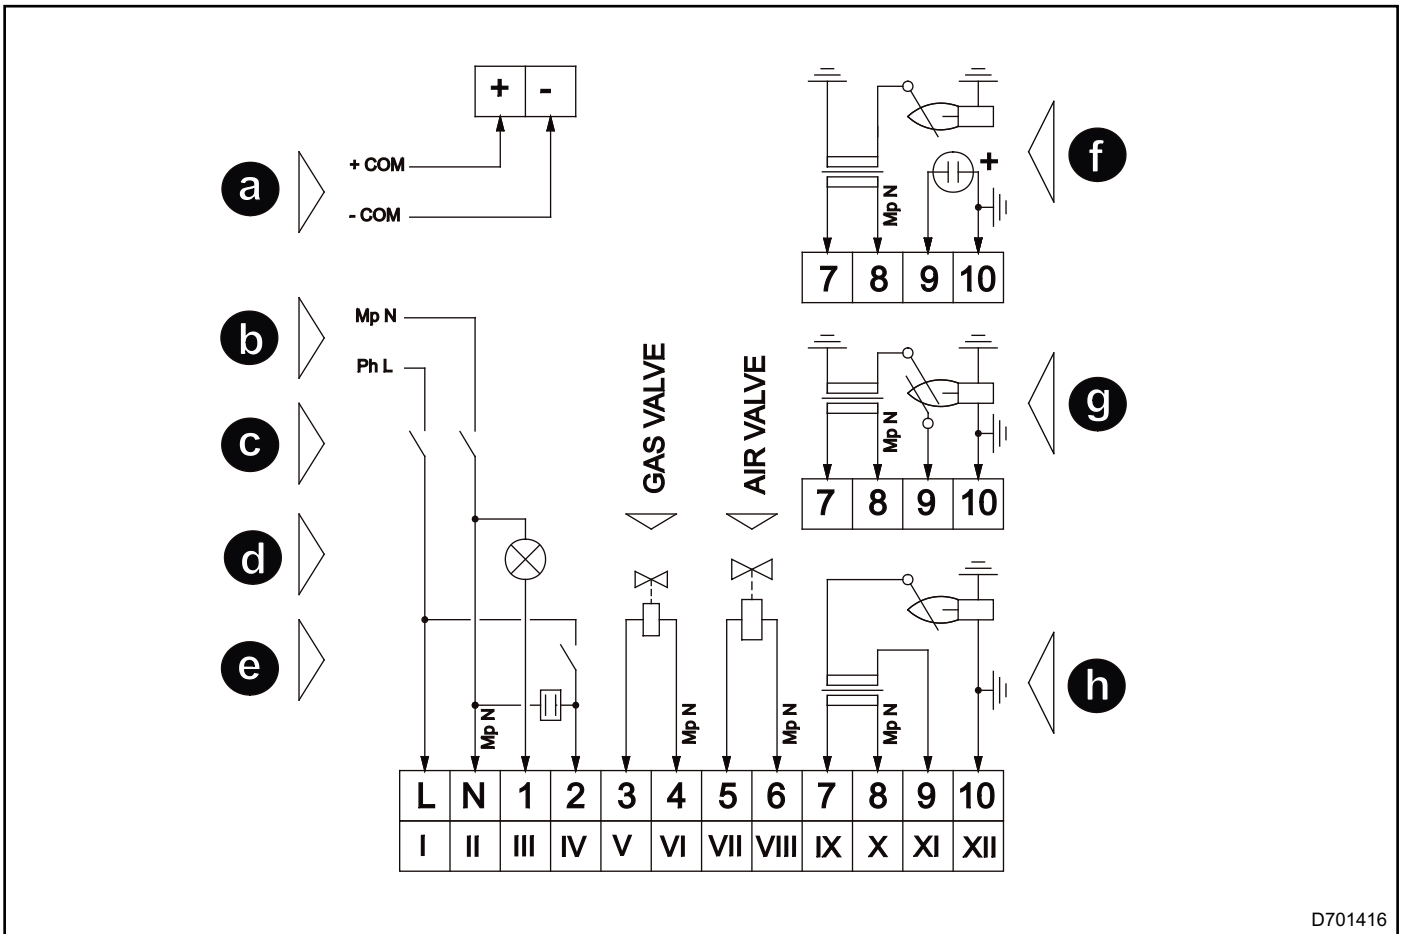 + -
a
+ COM
- COM
b
Mp N
Ph L
c
d
e
Mp N
GAS VALVE
Mp N
AIR VALVE
Mp N
L N 1 2 3 4 5 6 7 8 9 10
I II III IV V VI VII VIII IX X XI XII
f
+
Mp N
7 8 9 10
g
Mp N
7 8 9 10
h
Mp N
D701416